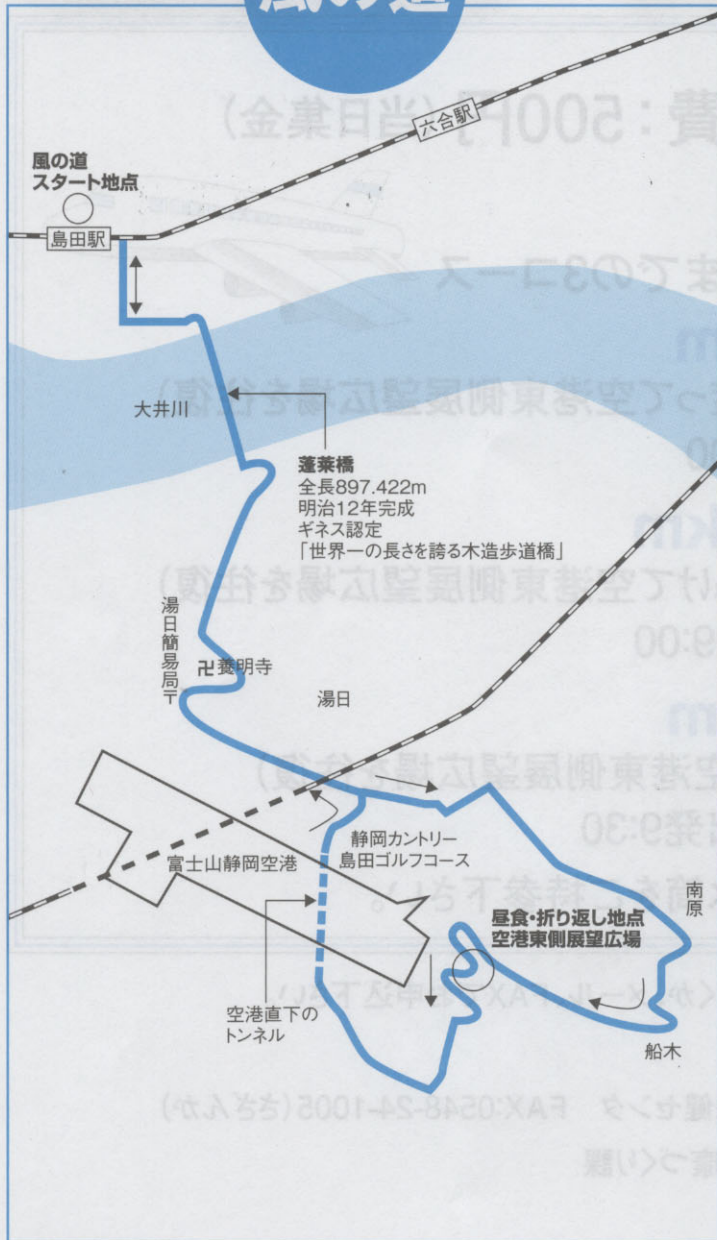 風の道
六合駅
風の道
スタート地点
島田駅
大井川
蓬莱橋
全長897.422m
明治12年完成
ギネス認定
「世界一の長さを誇る木造歩道橋」
湯日簡易局〒
卍養明寺
湯日
静岡カントリー
島田ゴルフコース
富士山静岡空港
南原
昼食・折り返し地点
空港東側展望広場
空港直下の
トンネル
船木